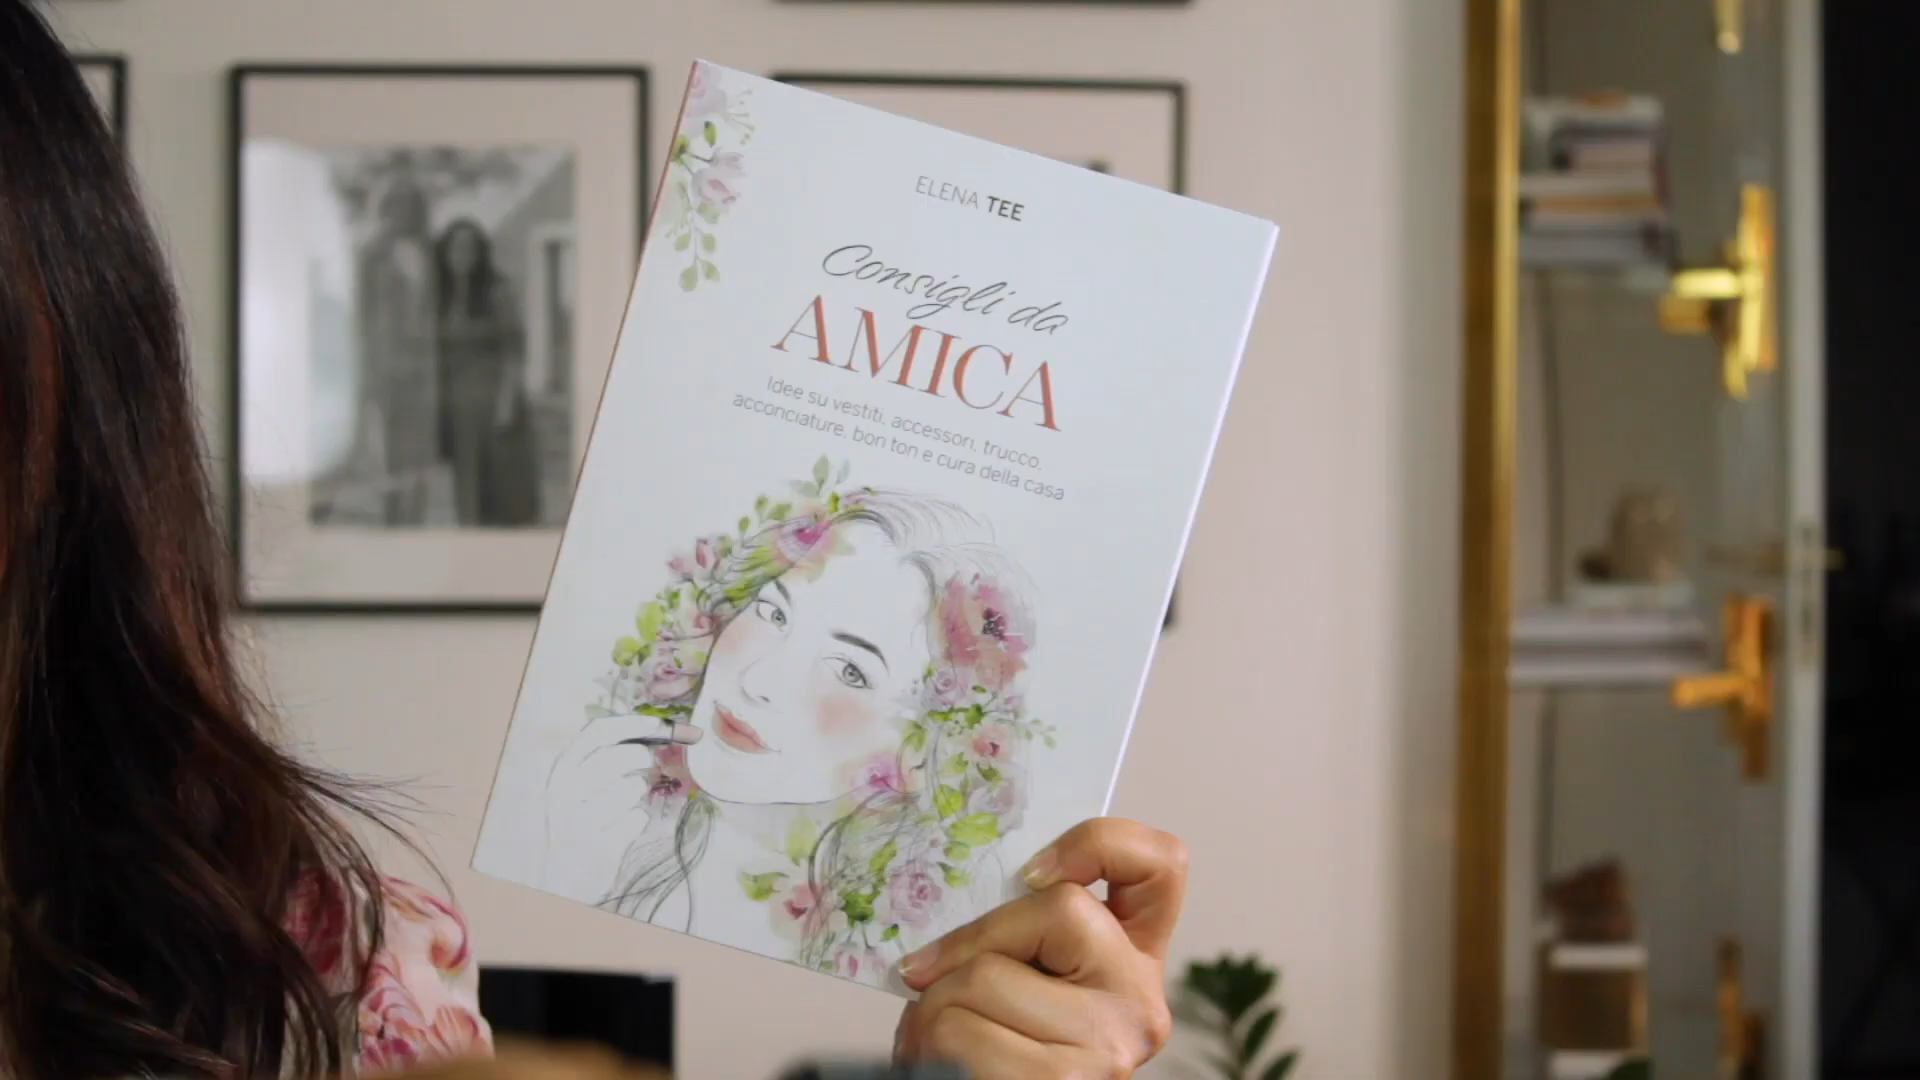 ELENA TEE
Consigli da
AMICA
Idee su vestiti, accessori, trucco,
acconciature, bon ton e cura della casa